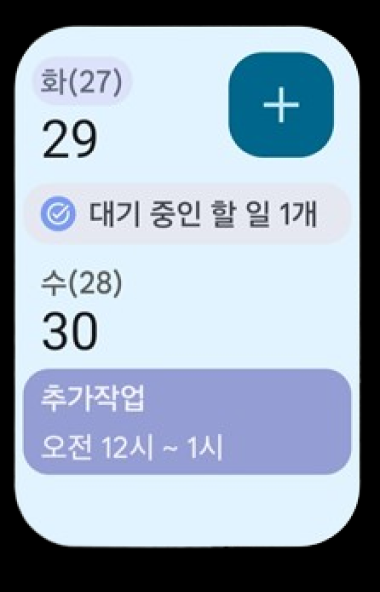 화(27)
29
대기 중인 할 일 1개
수(28)
30
추가작업
오전 12시 ~ 1시